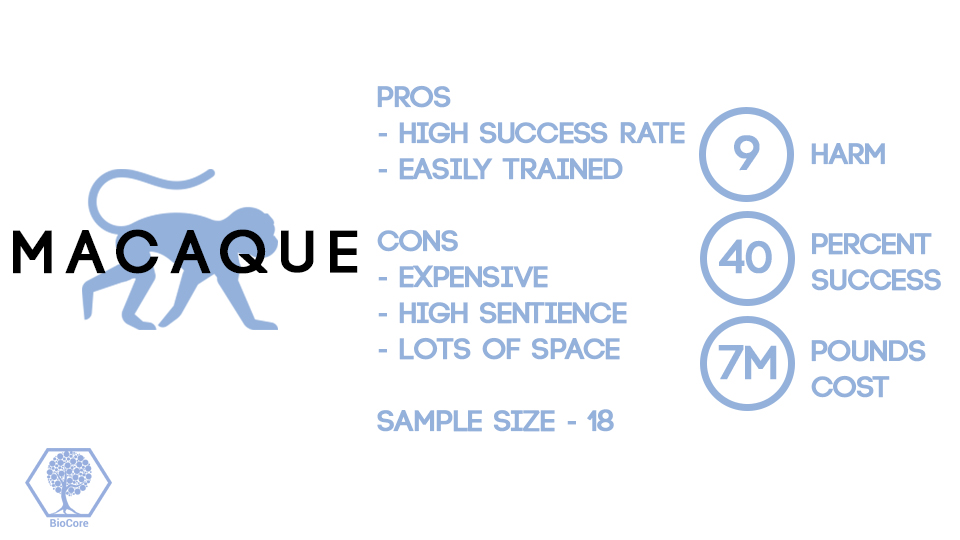 MACAQUE
PROS
- HIGH SUCCESS RATE
- EASILY TRAINED
CONS
- EXPENSIVE
- HIGH SENTIENCE
- LOTS OF SPACE
SAMPLE SIZE - 18
9
HARM
40
PERCENT
SUCCESS
7M
POUNDS
COST
BioCore